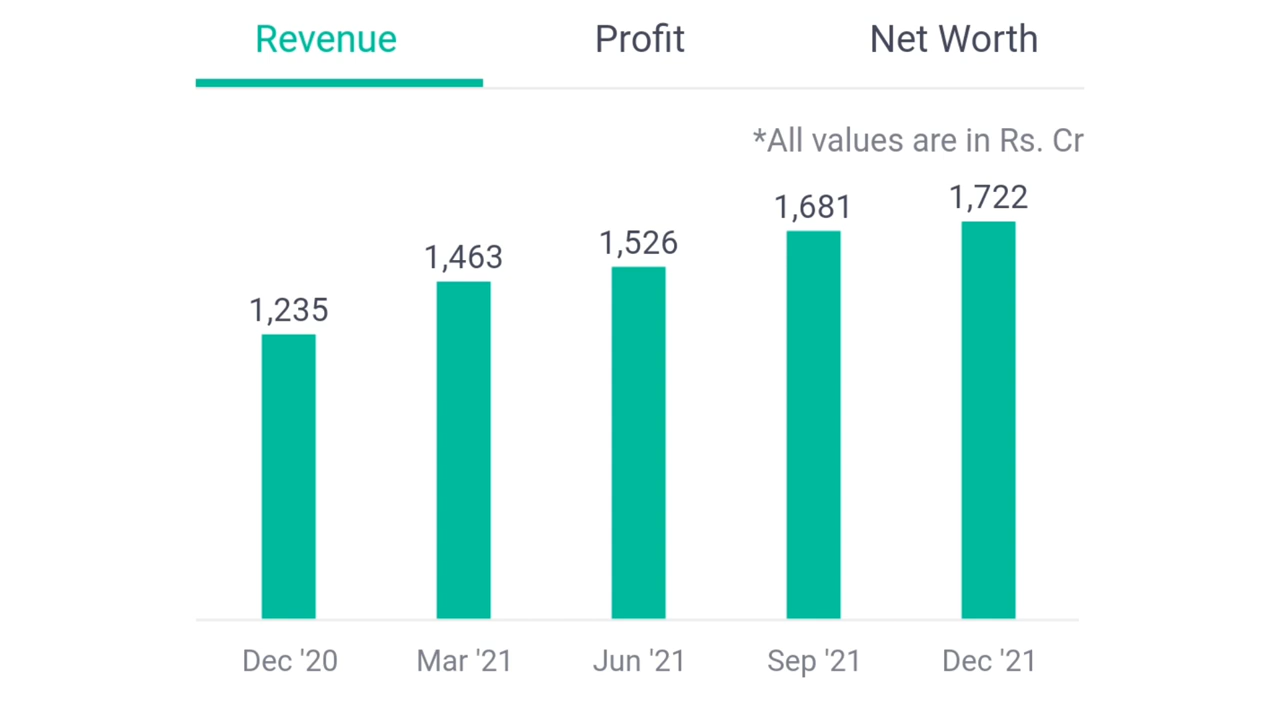 Revenue Profit Net Worth
*All values are in Rs. Cr
1,235 1,463 1,526 1,681 1,722
Dec '20 Mar '21 Jun '21 Sep '21 Dec '21